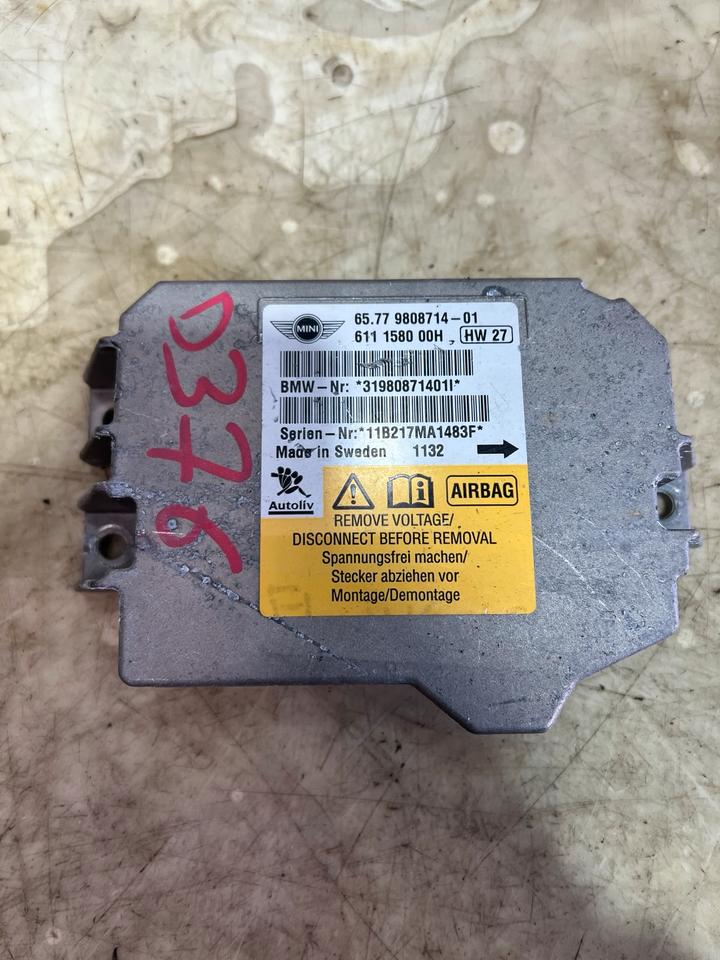 D376
MINI
65.77 9808714-01
611 1580 00H HW 27
BMW-Nr: *31980871401I*
Serien-Nr:*11B217MA1483F*
Made in Sweden 1132
Autoliv
AIRBAG
REMOVE VOLTAGE/
DISCONNECT BEFORE REMOVAL
Spannungsfrei machen/
Stecker abziehen vor
Montage/Demontage